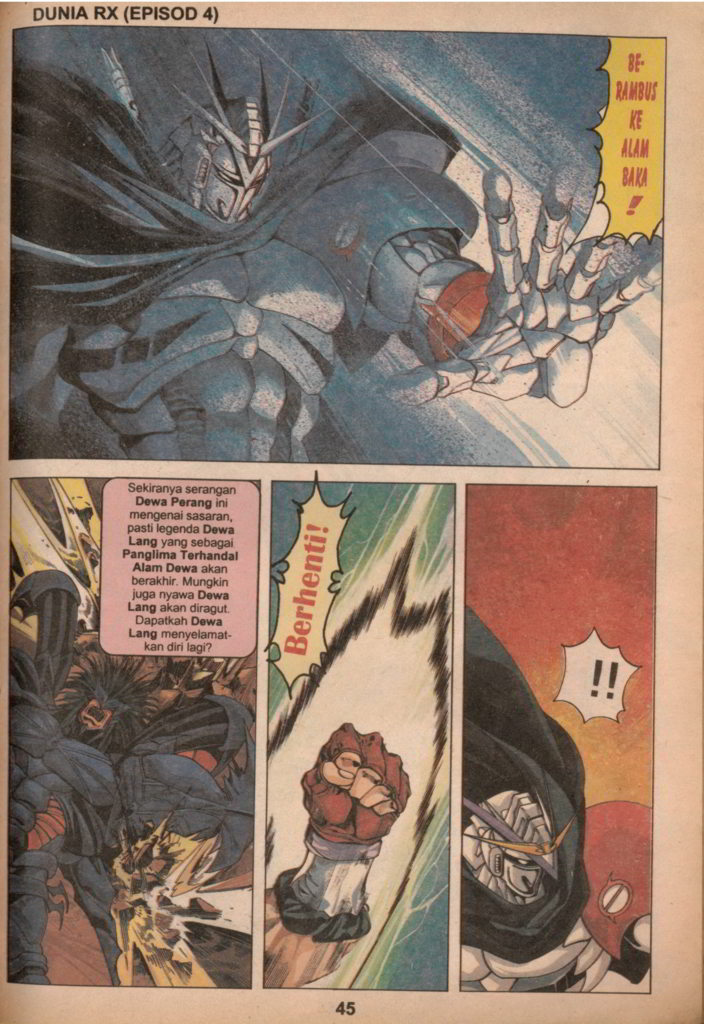 DUNIA RX (EPISOD 4)
BE-
RAMBUS
KE
ALAM
BAKA
!
Sekiranya serangan
Dewa Perang ini
mengenai sasaran,
pasti legenda Dewa
Lang yang sebagai
Panglima Terhandal
Alam Dewa akan
berakhir. Mungkin
juga nyawa Dewa
Lang akan diragut.
Dapatkah Dewa
Lang menyelamat-
kan diri lagi?
Berhenti!
!!
45